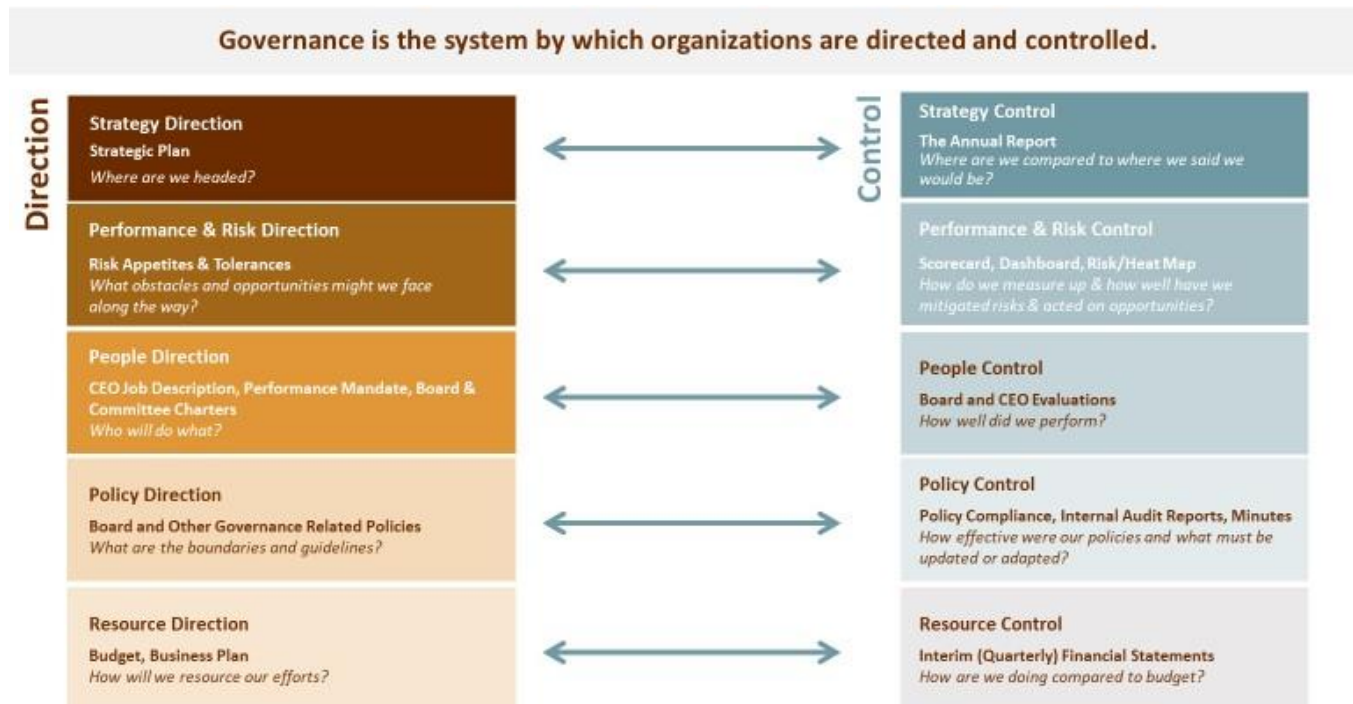 Governance is the system by which organizations are directed and controlled.
Direction
Strategy Direction
Strategic Plan
Where are we headed?
Performance & Risk Direction
Risk Appetites & Tolerances
What obstacles and opportunities might we face
along the way?
People Direction
CEO Job Description, Performance Mandate, Board &
Committee Charters
Who will do what?
Policy Direction
Board and Other Governance Related Policies
What are the boundaries and guidelines?
Resource Direction
Budget, Business Plan
How will we resource our efforts?
Control
Strategy Control
The Annual Report
Where are we compared to where we said we
would be?
Performance & Risk Control
Scorecard, Dashboard, Risk/Heat Map
How do we measure up & how well have we
mitigated risks & acted on opportunities?
People Control
Board and CEO Evaluations
How well did we perform?
Policy Control
Policy Compliance, Internal Audit Reports, Minutes
How effective were our policies and what must be
updated or adapted?
Resource Control
Interim (Quarterly) Financial Statements
How are we doing compared to budget?